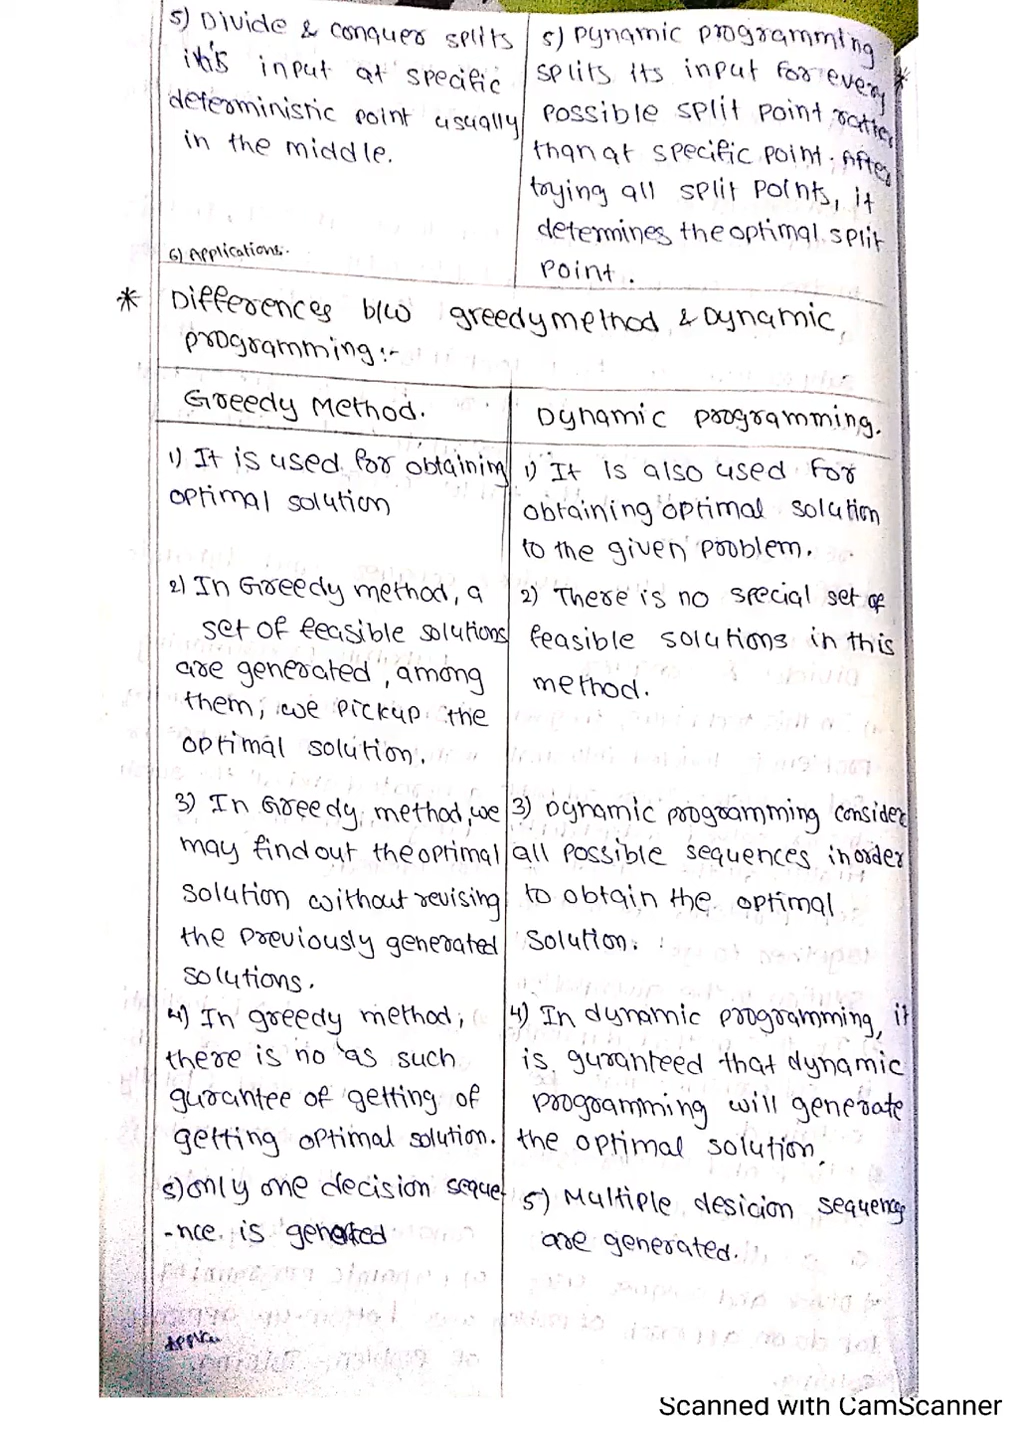 5) Divide & conquer splits
it's input at specific
deterministic point usually
in the middle.
6) Applications:-
5) Dynamic programming
splits its input for every
possible split point rather
than at specific point. After
trying all split points, it
determines the optimal split
point.
* Differences b/w greedy method & Dynamic
programming:-
Greedy Method.
1) It is used for obtaining
optimal solution
2) In Greedy method, a
set of feasible solutions
are generated, among
them, we pickup the
optimal solution.
3) In Greedy method, we
may find out the optimal
solution without revising
the previously generated
solutions.
4) In greedy method,
there is no as such
gurantee of getting of
getting optimal solution.
5) only one decision seque
-nce is generated
Dynamic programming.
1) It is also used for
obtaining optimal solution
to the given problem.
2) There is no special set of
feasible solutions in this
method.
3) Dynamic programming consider
all possible sequences in order
to obtain the optimal
solution.
4) In dynamic programming, it
is guranteed that dynamic
programming will generate
the optimal solution.
5) Multiple desicion sequence
are generated.
Scanned with CamScanner